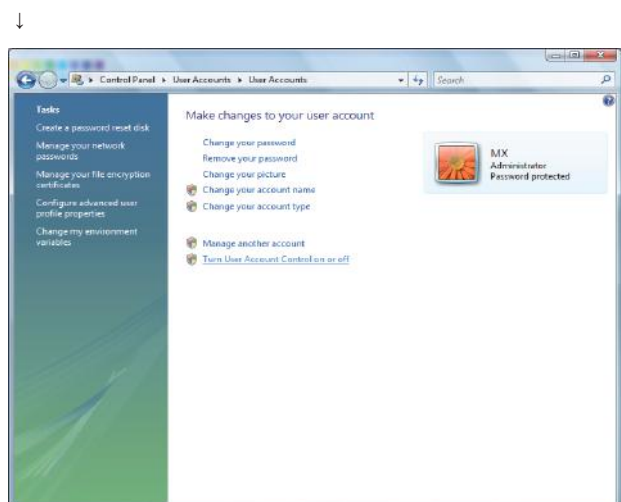 ↓
Control Panel ▸ User Accounts ▸ User Accounts
Search
Tasks
Create a password reset disk
Manage your network
passwords
Manage your file encryption
certificates
Configure advanced user
profile properties
Change my environment
variables
Make changes to your user account
Change your password
Remove your password
Change your picture
Change your account name
Change your account type
Manage another account
Turn User Account Control on or off
MX
Administrator
Password protected